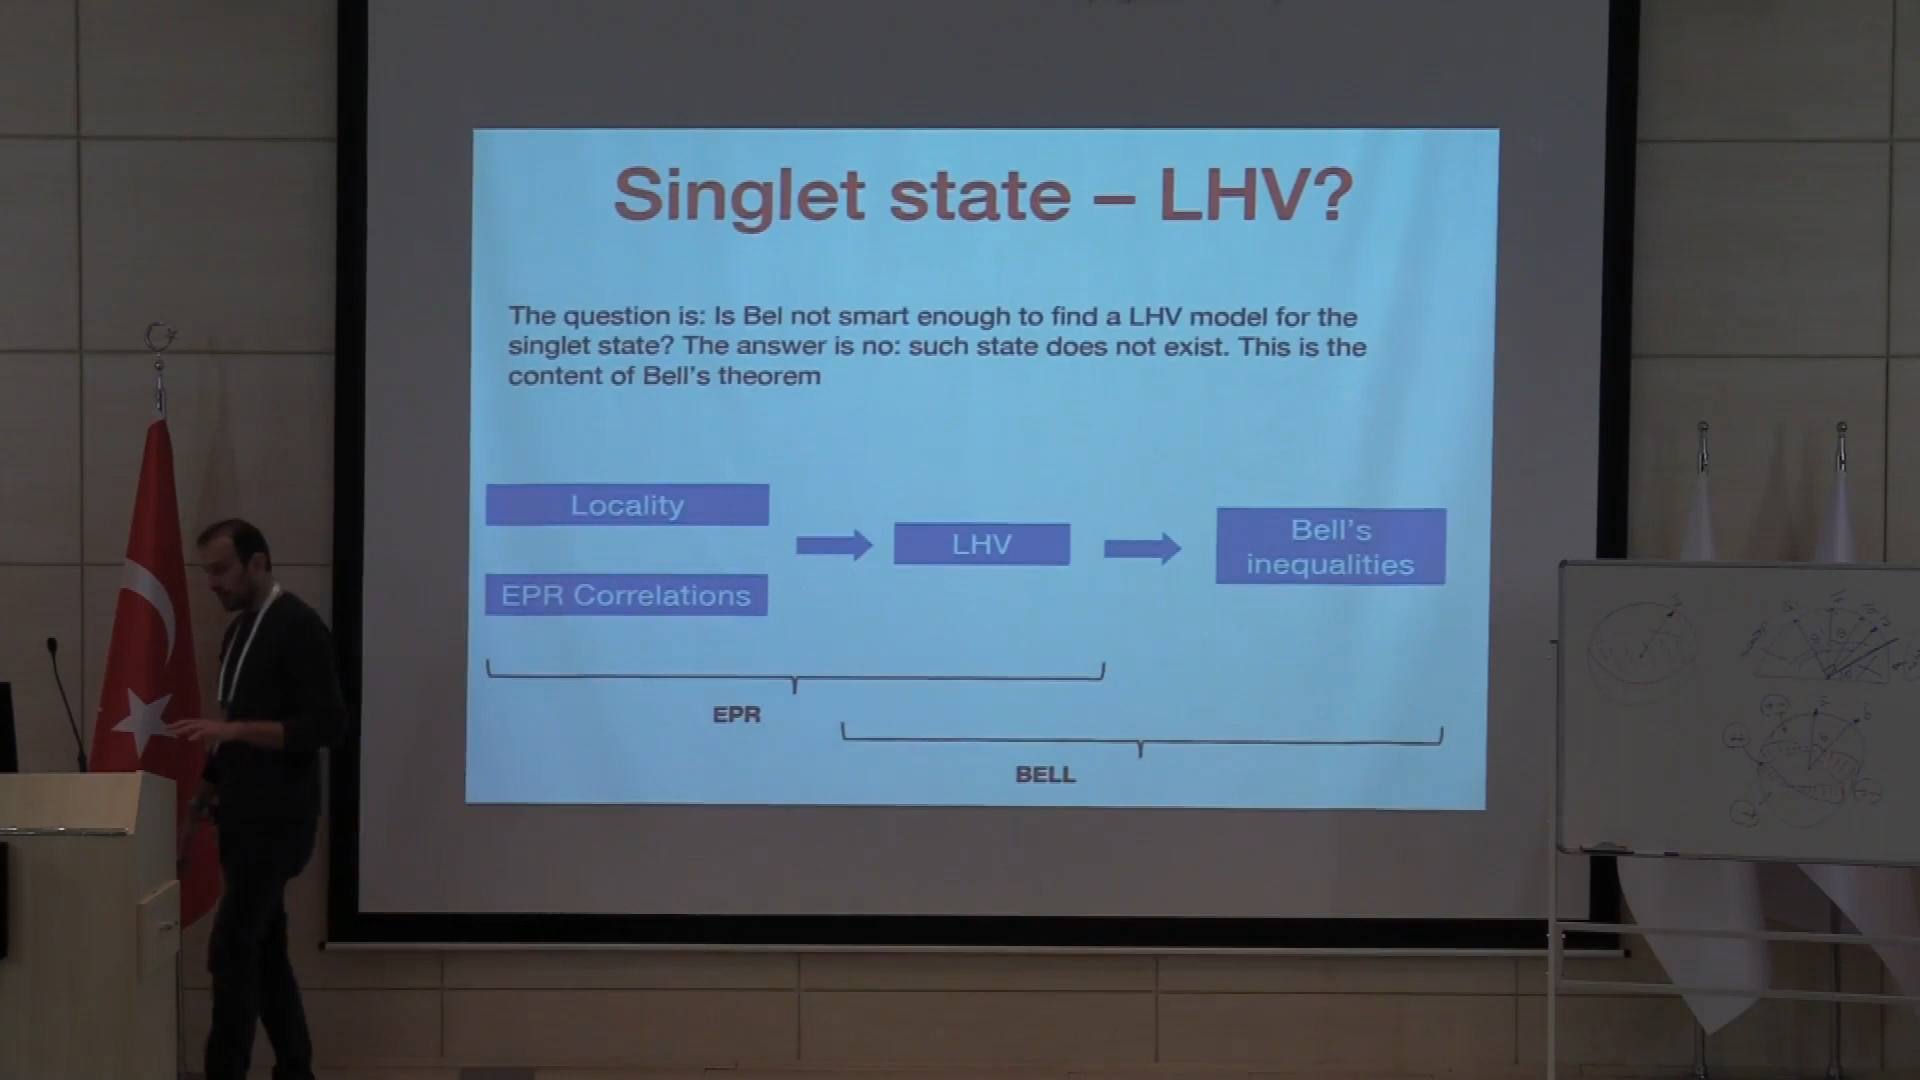 Singlet state – LHV?
The question is: Is Bel not smart enough to find a LHV model for the
singlet state? The answer is no: such state does not exist. This is the
content of Bell's theorem
Locality
EPR Correlations
LHV
Bell's
inequalities
EPR
BELL